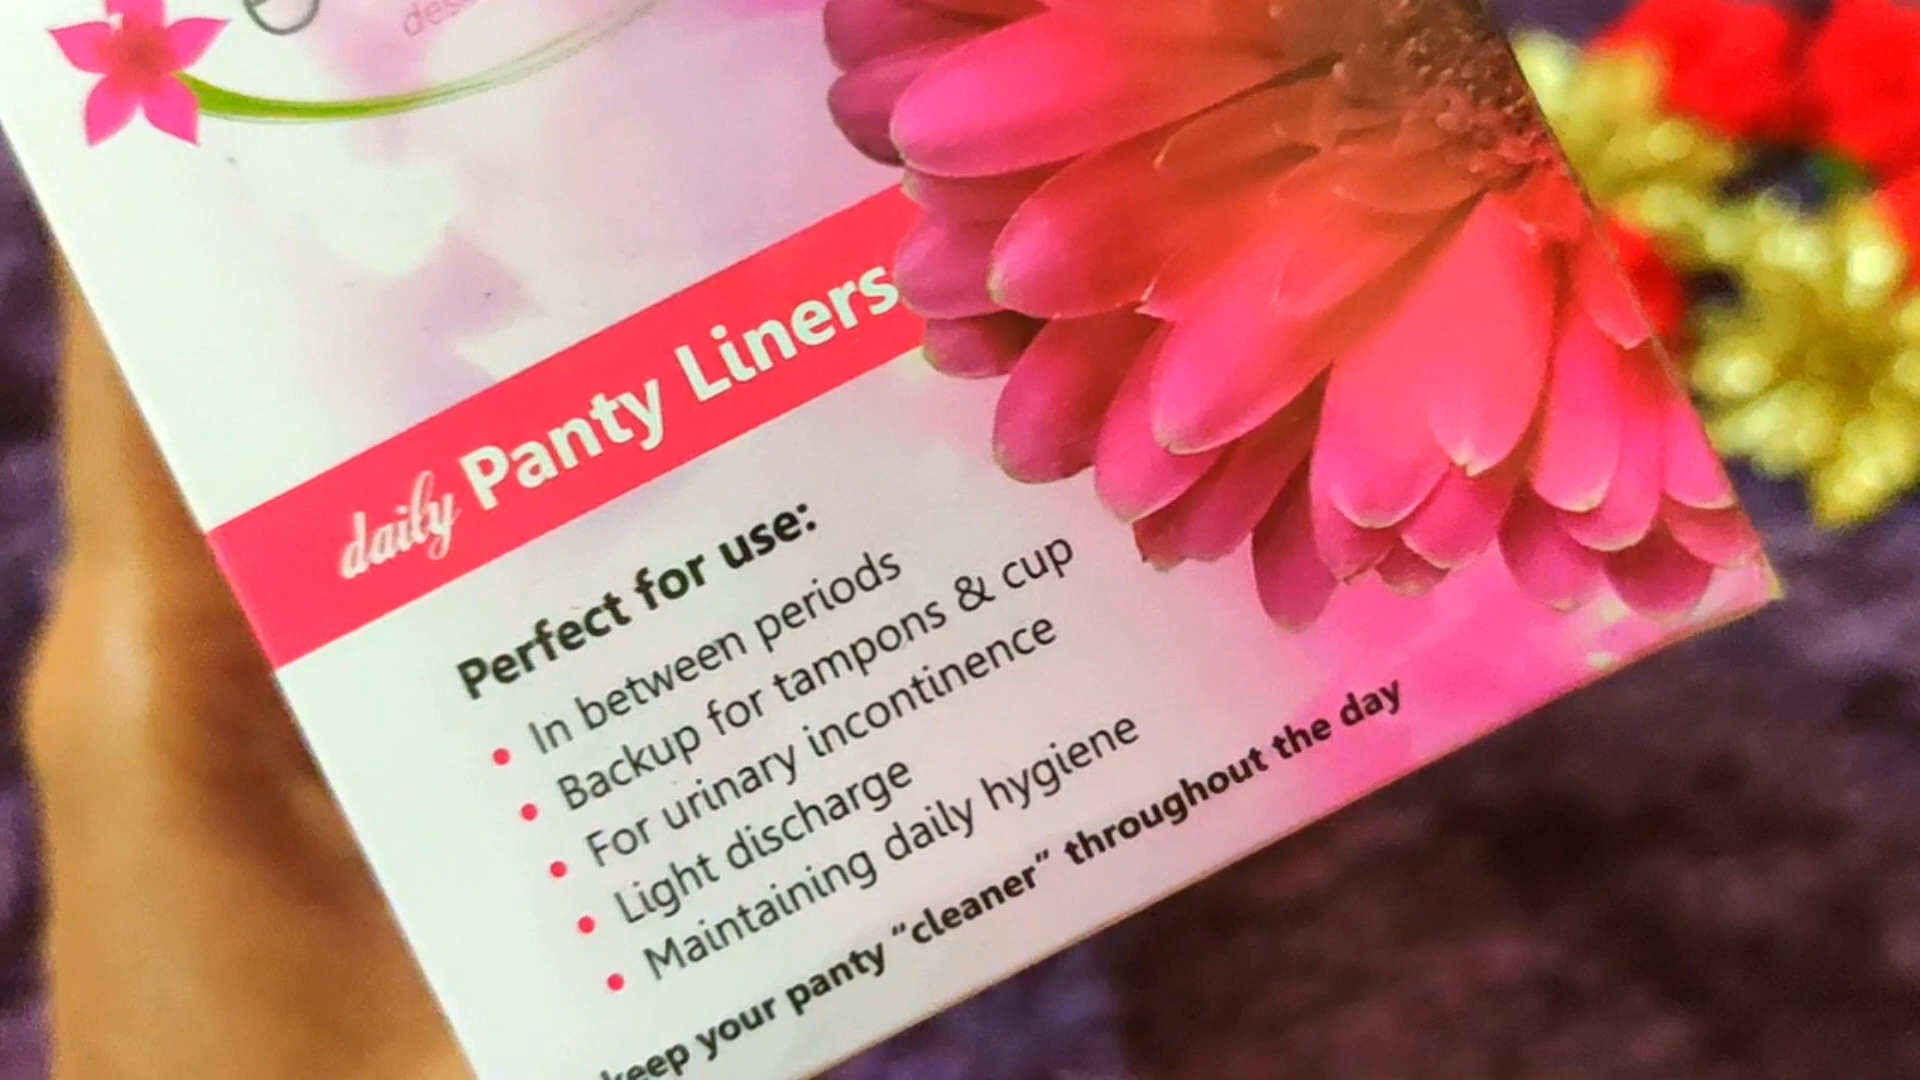 daily Panty Liners
Perfect for use:
• In between periods
• Backup for tampons & cup
• For urinary incontinence
• Light discharge
• Maintaining daily hygiene
keep your panty “cleaner” throughout the day